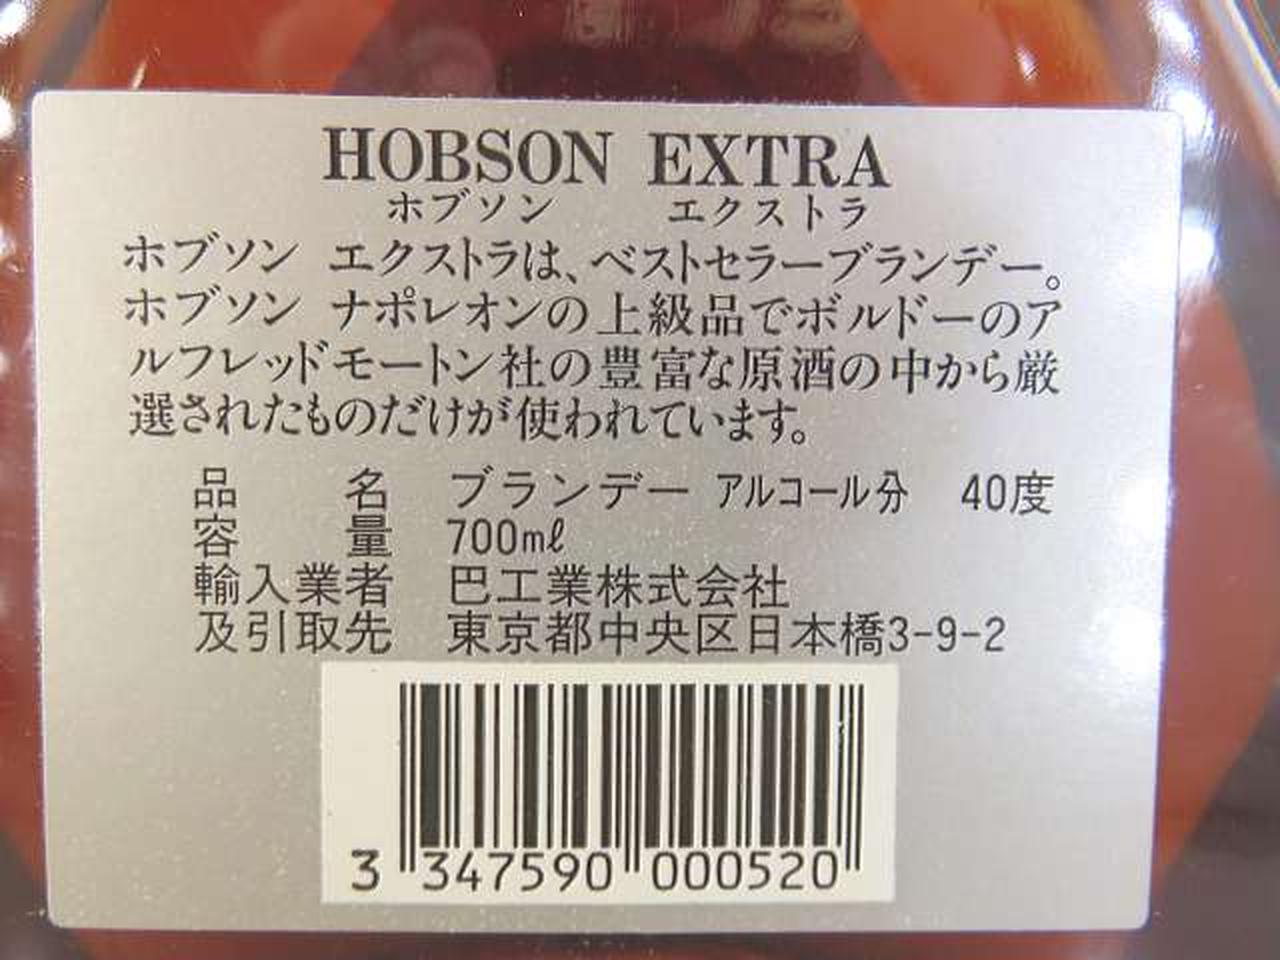 HOBSON EXTRA
ホブソン エクストラ
ホブソン エクストラは、ベストセラーブランデー。
ホブソン ナポレオンの上級品でボルドーのア
ルフレッドモートン社の豊富な原酒の中から厳
選されたものだけが使われています。
品名 ブランデー アルコール分 40度
容量 700mℓ
輸入業者 巴工業株式会社
及引取先 東京都中央区日本橋3-9-2
3 347590 000520